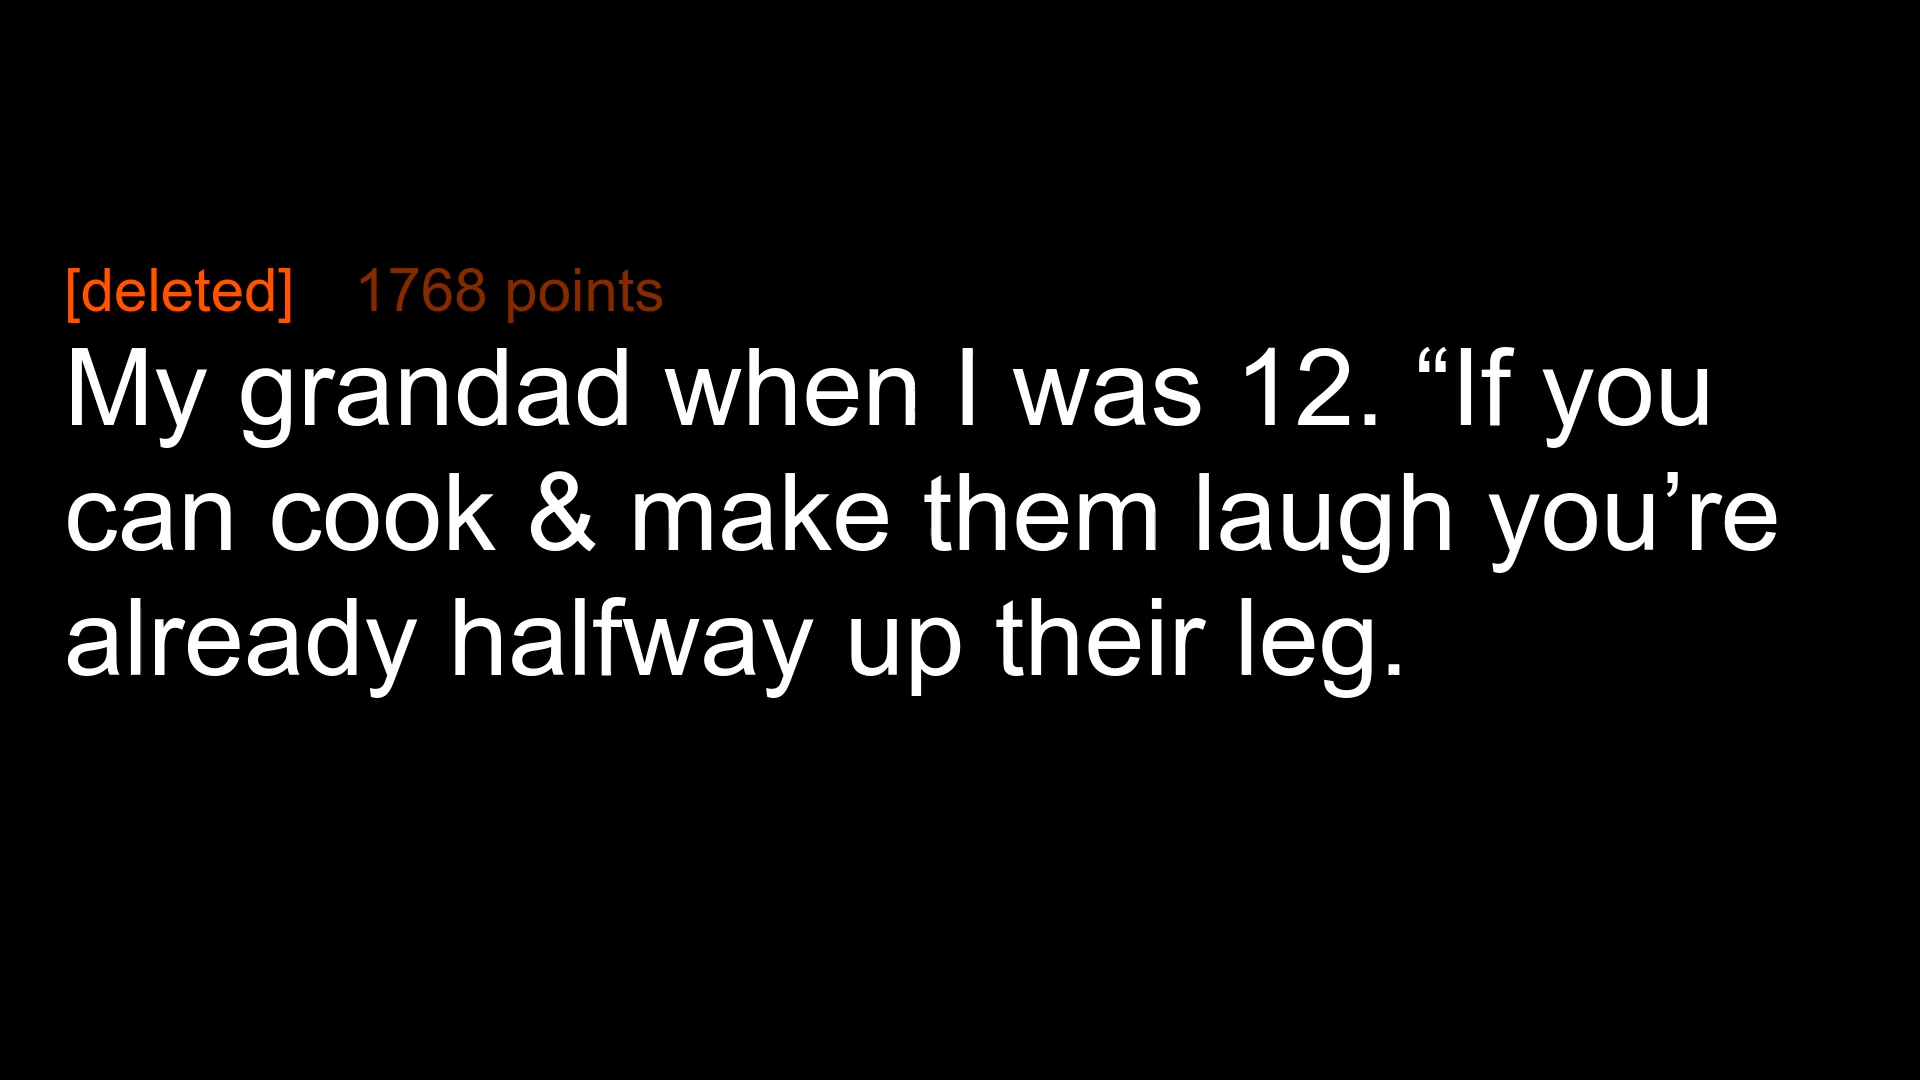 [deleted] 1768 points
My grandad when I was 12. “If you
can cook & make them laugh you’re
already halfway up their leg.